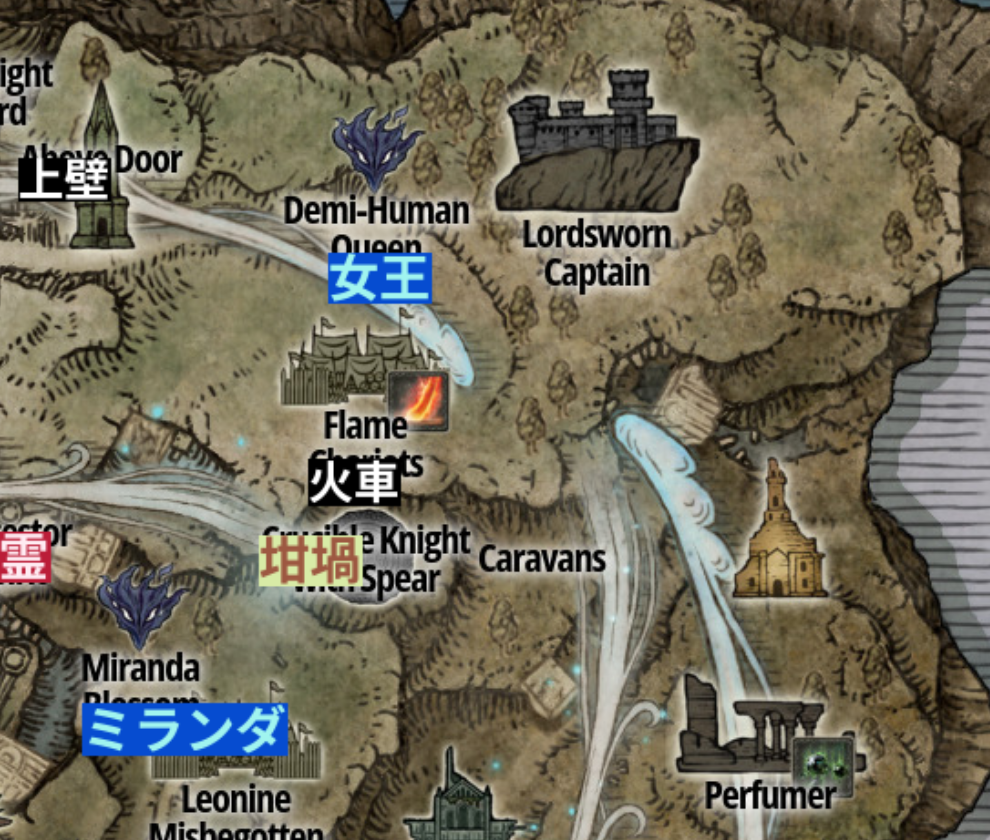 ight
rd
Above Door
上壁
Demi-Human
Queen
女王
Lordsworn
Captain
Flame
Chariots
火車
Crucible Knight
with Spear
坩堝
Caravans
estor
霊
Miranda
Blossom
ミランダ
Leonine
Misbegotten
Perfumer